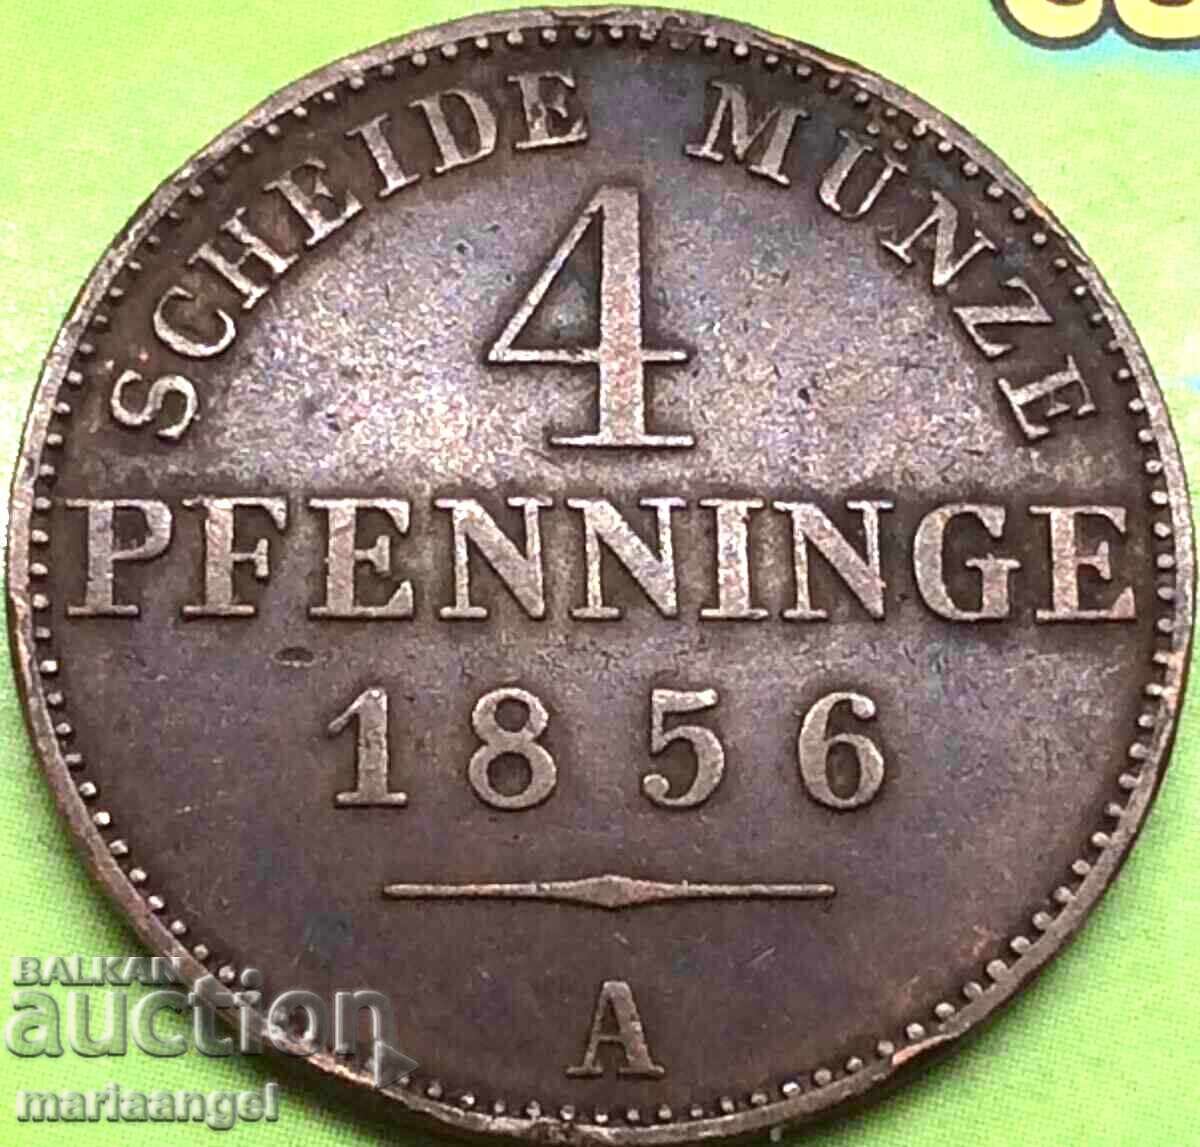 SCHEIDE MÜNZE
4
PFENNINGE
1856
A
BALKAN
auction
mariaangel